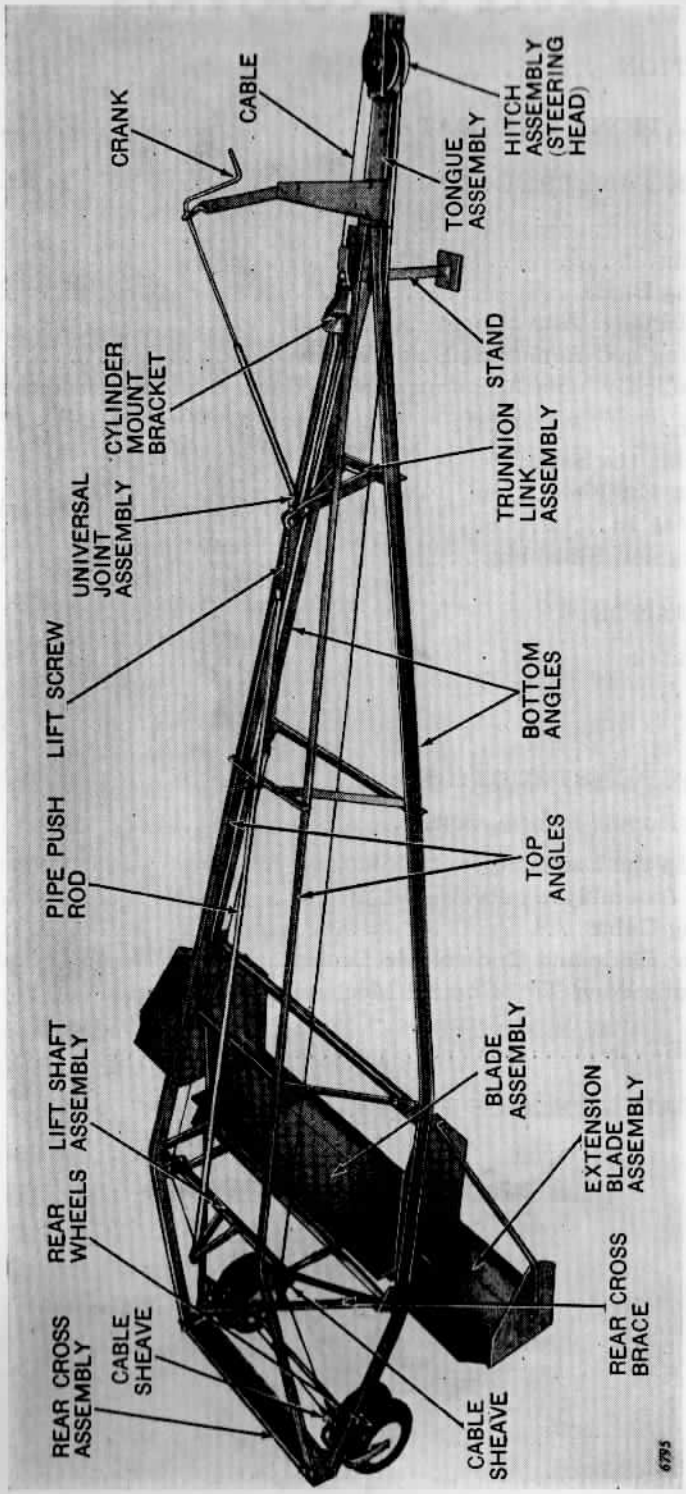 REAR CROSS
ASSEMBLY
CABLE
SHEAVE
REAR
WHEELS
LIFT SHAFT
ASSEMBLY
PIPE PUSH
ROD
LIFT SCREW
UNIVERSAL
JOINT
ASSEMBLY
CYLINDER
MOUNT
BRACKET
CRANK
CABLE
CABLE
SHEAVE
REAR CROSS
BRACE
EXTENSION
BLADE
ASSEMBLY
BLADE
ASSEMBLY
TOP
ANGLES
BOTTOM
ANGLES
TRUNNION
LINK
ASSEMBLY
STAND
TONGUE
ASSEMBLY
HITCH
ASSEMBLY
(STEERING
HEAD)
6795